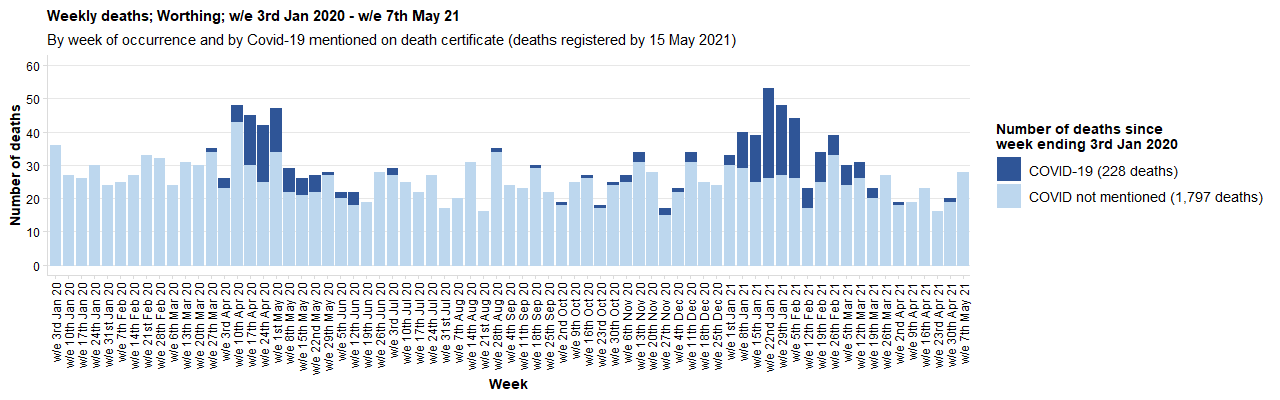 Weekly deaths; Worthing; w/e 3rd Jan 2020 - w/e 7th May 21
By week of occurrence and by Covid-19 mentioned on death certificate (deaths registered by 15 May 2021)
Number of deaths
60
50
40
30
20
10
0
w/e 3rd Jan 20
w/e 10th Jan 20
w/e 17th Jan 20
w/e 24th Jan 20
w/e 31st Jan 20
w/e 7th Feb 20
w/e 14th Feb 20
w/e 21st Feb 20
w/e 28th Feb 20
w/e 6th Mar 20
w/e 13th Mar 20
w/e 20th Mar 20
w/e 27th Mar 20
w/e 3rd Apr 20
w/e 10th Apr 20
w/e 17th Apr 20
w/e 24th Apr 20
w/e 1st May 20
w/e 8th May 20
w/e 15th May 20
w/e 22nd May 20
w/e 29th May 20
w/e 5th Jun 20
w/e 12th Jun 20
w/e 19th Jun 20
w/e 26th Jun 20
w/e 3rd Jul 20
w/e 10th Jul 20
w/e 17th Jul 20
w/e 24th Jul 20
w/e 31st Jul 20
w/e 7th Aug 20
w/e 14th Aug 20
w/e 21st Aug 20
w/e 28th Aug 20
w/e 4th Sep 20
w/e 11th Sep 20
w/e 18th Sep 20
w/e 25th Sep 20
w/e 2nd Oct 20
w/e 9th Oct 20
w/e 16th Oct 20
w/e 23rd Oct 20
w/e 30th Oct 20
w/e 6th Nov 20
w/e 13th Nov 20
w/e 20th Nov 20
w/e 27th Nov 20
w/e 4th Dec 20
w/e 11th Dec 20
w/e 18th Dec 20
w/e 25th Dec 20
w/e 1st Jan 21
w/e 8th Jan 21
w/e 15th Jan 21
w/e 22nd Jan 21
w/e 29th Jan 21
w/e 5th Feb 21
w/e 12th Feb 21
w/e 19th Feb 21
w/e 26th Feb 21
w/e 5th Mar 21
w/e 12th Mar 21
w/e 19th Mar 21
w/e 26th Mar 21
w/e 2nd Apr 21
w/e 9th Apr 21
w/e 16th Apr 21
w/e 23rd Apr 21
w/e 30th Apr 21
w/e 7th May 21
Week
Number of deaths since
week ending 3rd Jan 2020
COVID-19 (228 deaths)
COVID not mentioned (1,797 deaths)